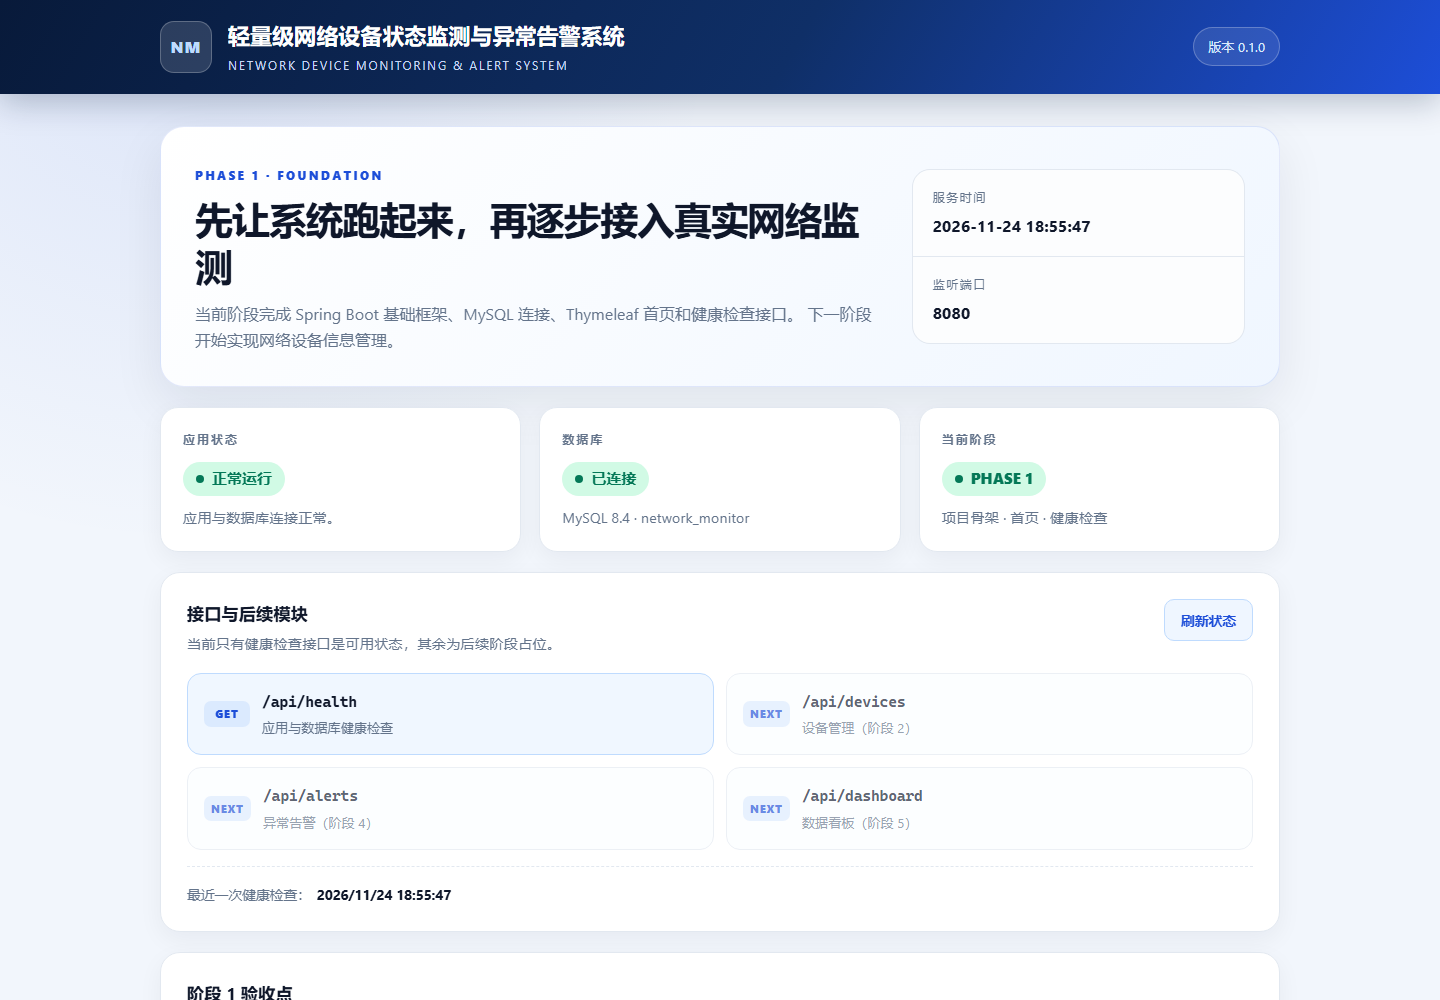 NM
轻量级网络设备状态监测与异常告警系统
NETWORK DEVICE MONITORING & ALERT SYSTEM
版本 0.1.0
PHASE 1 · FOUNDATION
先让系统跑起来，再逐步接入真实网络监
测
当前阶段完成 Spring Boot 基础框架、MySQL 连接、Thymeleaf 首页和健康检查接口。 下一阶段
开始实现网络设备信息管理。
服务时间
2026-11-24 18:55:47
监听端口
8080
应用状态
正常运行
应用与数据库连接正常。
数据库
已连接
MySQL 8.4 · network_monitor
当前阶段
PHASE 1
项目骨架 · 首页 · 健康检查
接口与后续模块
当前只有健康检查接口是可用状态，其余为后续阶段占位。
刷新状态
GET
/api/health
应用与数据库健康检查
NEXT
/api/devices
设备管理（阶段 2）
NEXT
/api/alerts
异常告警（阶段 4）
NEXT
/api/dashboard
数据看板（阶段 5）
最近一次健康检查： 2026/11/24 18:55:47
阶段 1 验收点